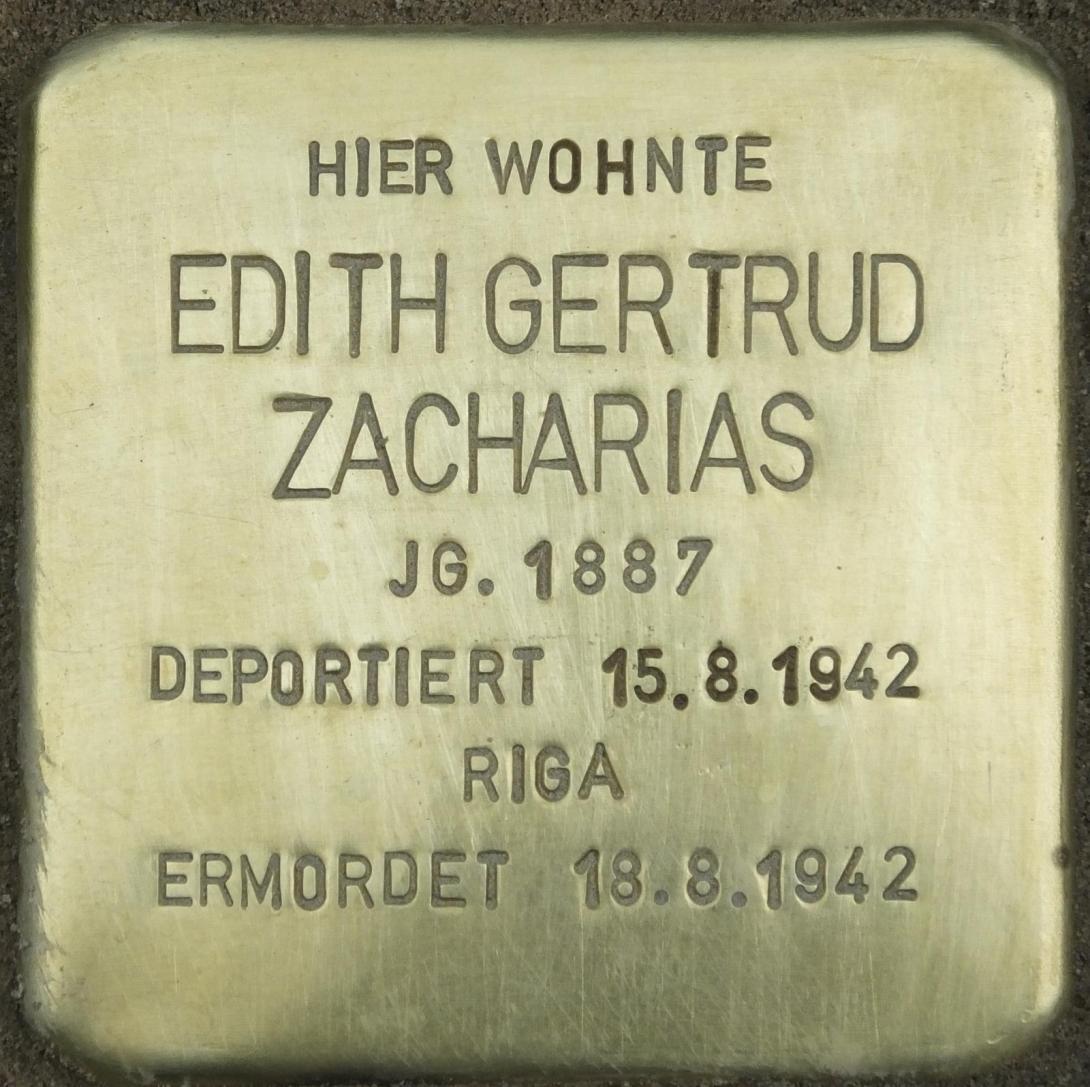 HIER WOHNTE
EDITH GERTRUD
ZACHARIAS
JG. 1887
DEPORTIERT 15.8.1942
RIGA
ERMORDET 18.8.1942